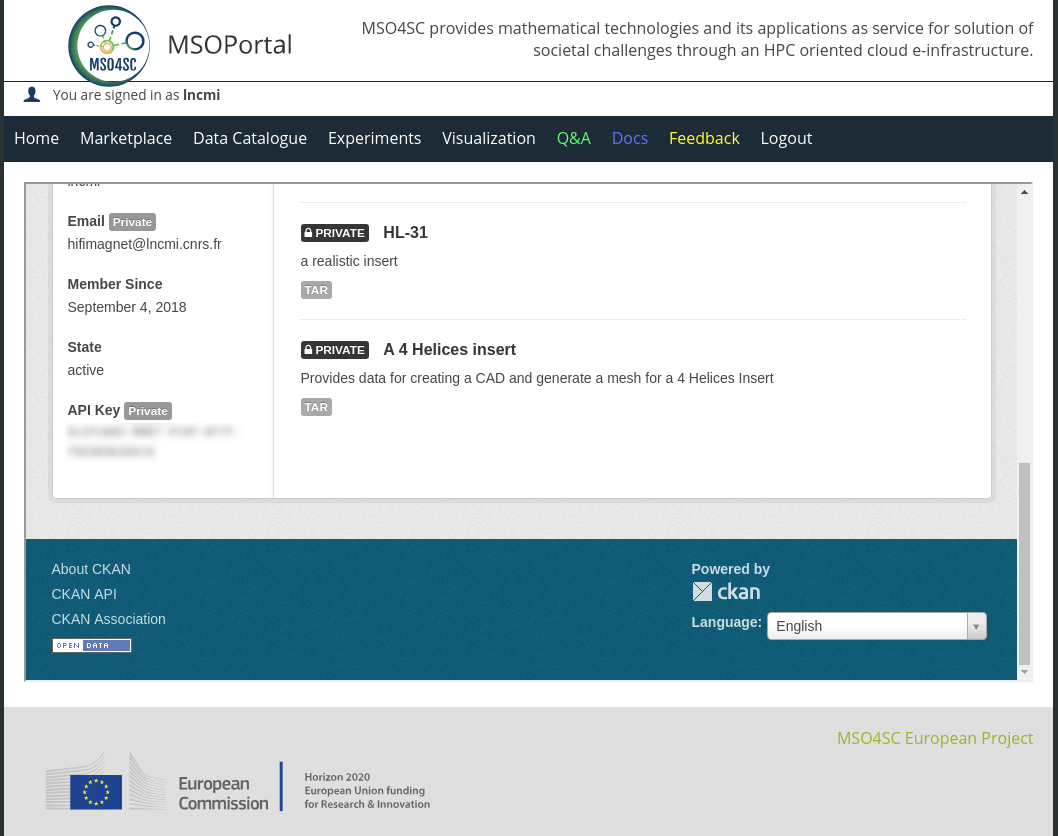 MSO4SC
MSOPortal
MSO4SC provides mathematical technologies and its applications as service for solution of
societal challenges through an HPC oriented cloud e-infrastructure.
You are signed in as lncmi
Home Marketplace Data Catalogue Experiments Visualization Q&A Docs Feedback Logout
Email Private
hifimagnet@lncmi.cnrs.fr
Member Since
September 4, 2018
State
active
API Key Private
PRIVATE HL-31
a realistic insert
TAR
PRIVATE A 4 Helices insert
Provides data for creating a CAD and generate a mesh for a 4 Helices Insert
TAR
About CKAN
CKAN API
CKAN Association
OPEN DATA
Powered by
ckan
Language: English
MSO4SC European Project
European
Commission
Horizon 2020
European Union funding
for Research & Innovation